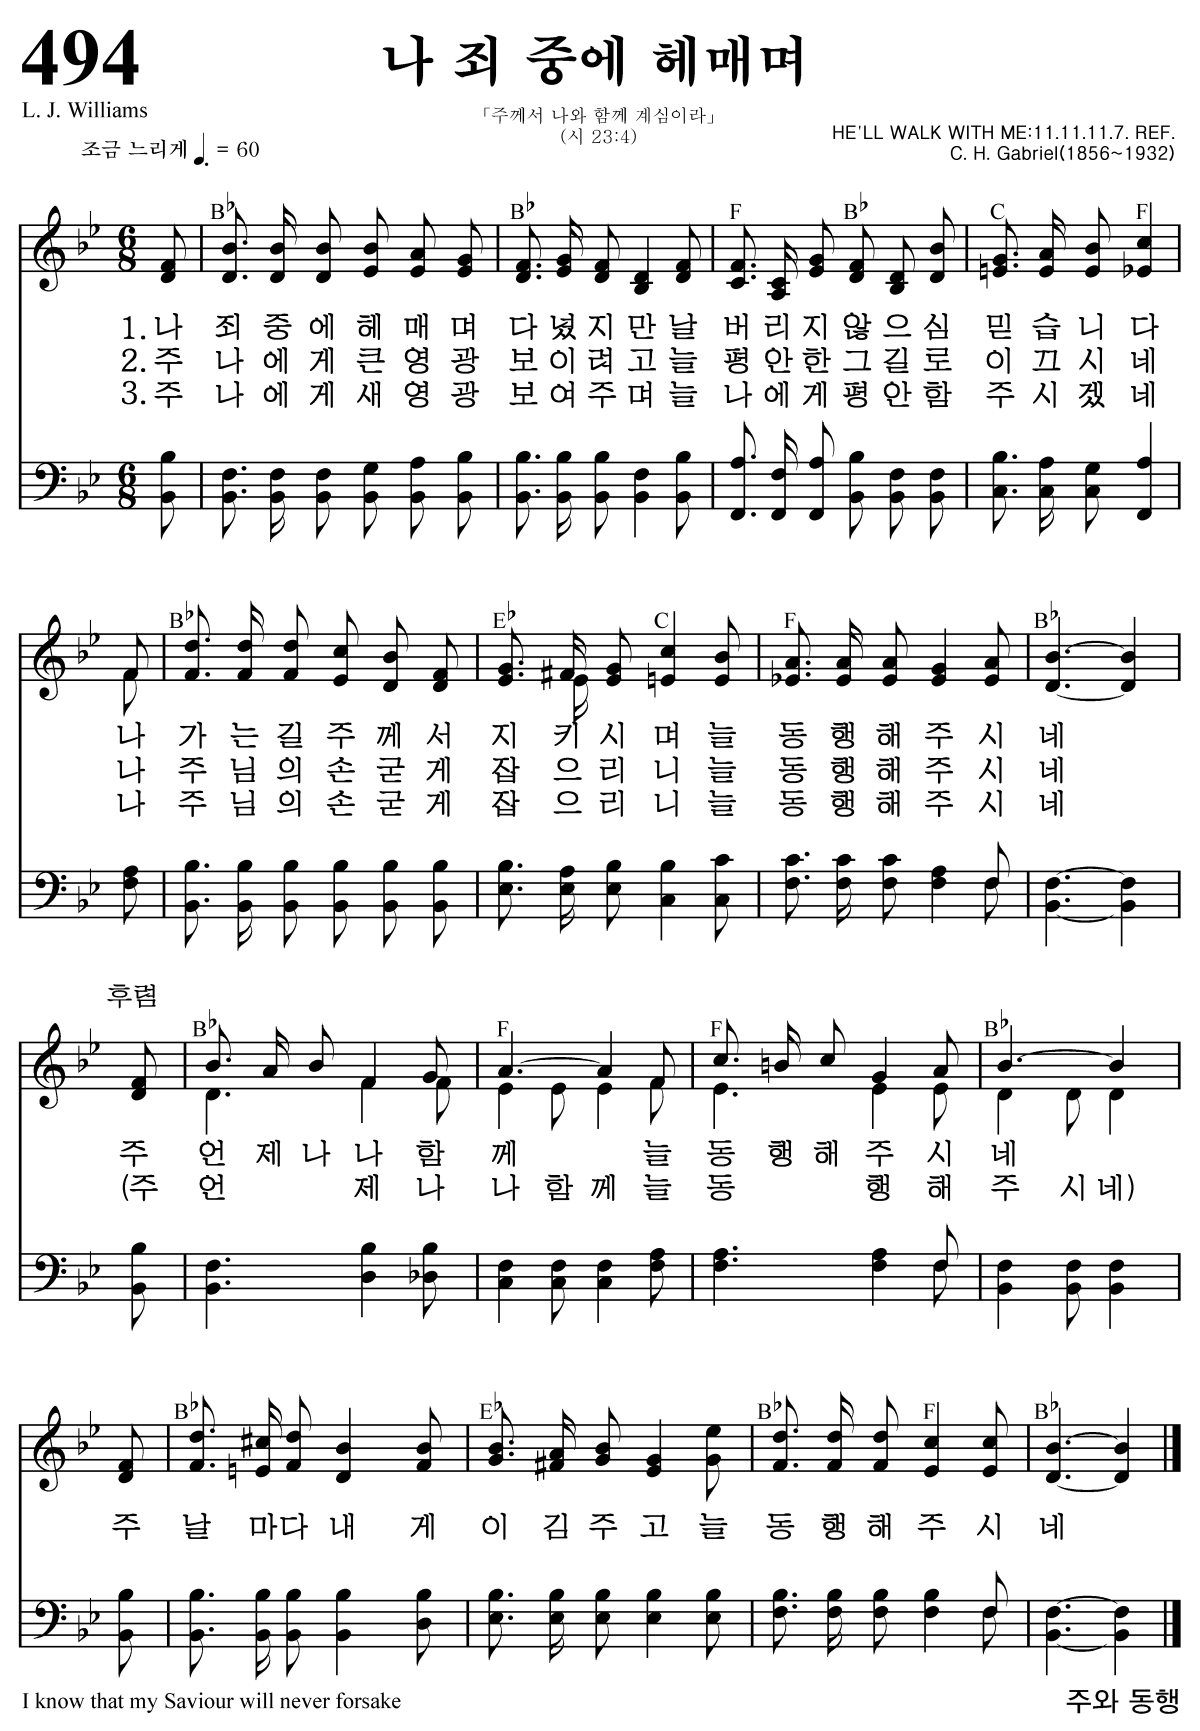 494
나 죄 중에 헤매며
L. J. Williams
「주께서 나와 함께 계심이라」
(시 23:4)
HE'LL WALK WITH ME:11.11.11.7. REF.
조금 느리게 ♩. = 60
C. H. Gabriel(1856~1932)
B♭ B♭ F B♭ C F
6/8
1. 나 죄 중 에 헤 매 며 다 녔 지 만 날 버 리 지 않 으 심 믿 습 니 다
2. 주 나 에 게 큰 영 광 보 이 려 고 늘 평 안 한 그 길 로 이 끄 시 네
3. 주 나 에 게 새 영 광 보 여 주 며 늘 나 에 게 평 안 함 주 시 겠 네
6/8
B♭ E♭ C F B♭
나 가 는 길 주 께 서 지 키 시 며 늘 동 행 해 주 시 네
나 주 님 의 손 굳 게 잡 으 리 니 늘 동 행 해 주 시 네
나 주 님 의 손 굳 게 잡 으 리 니 늘 동 행 해 주 시 네
후렴
B♭ F F B♭
주 언 제 나 나 함 께 늘 동 행 해 주 시 네
(주 언 제 나 나 함 께 늘 동 행 해 주 시 네)
B♭ E♭ B♭ F B♭
주 날 마 다 내 게 이 김 주 고 늘 동 행 해 주 시 네
I know that my Saviour will never forsake
주와 동행